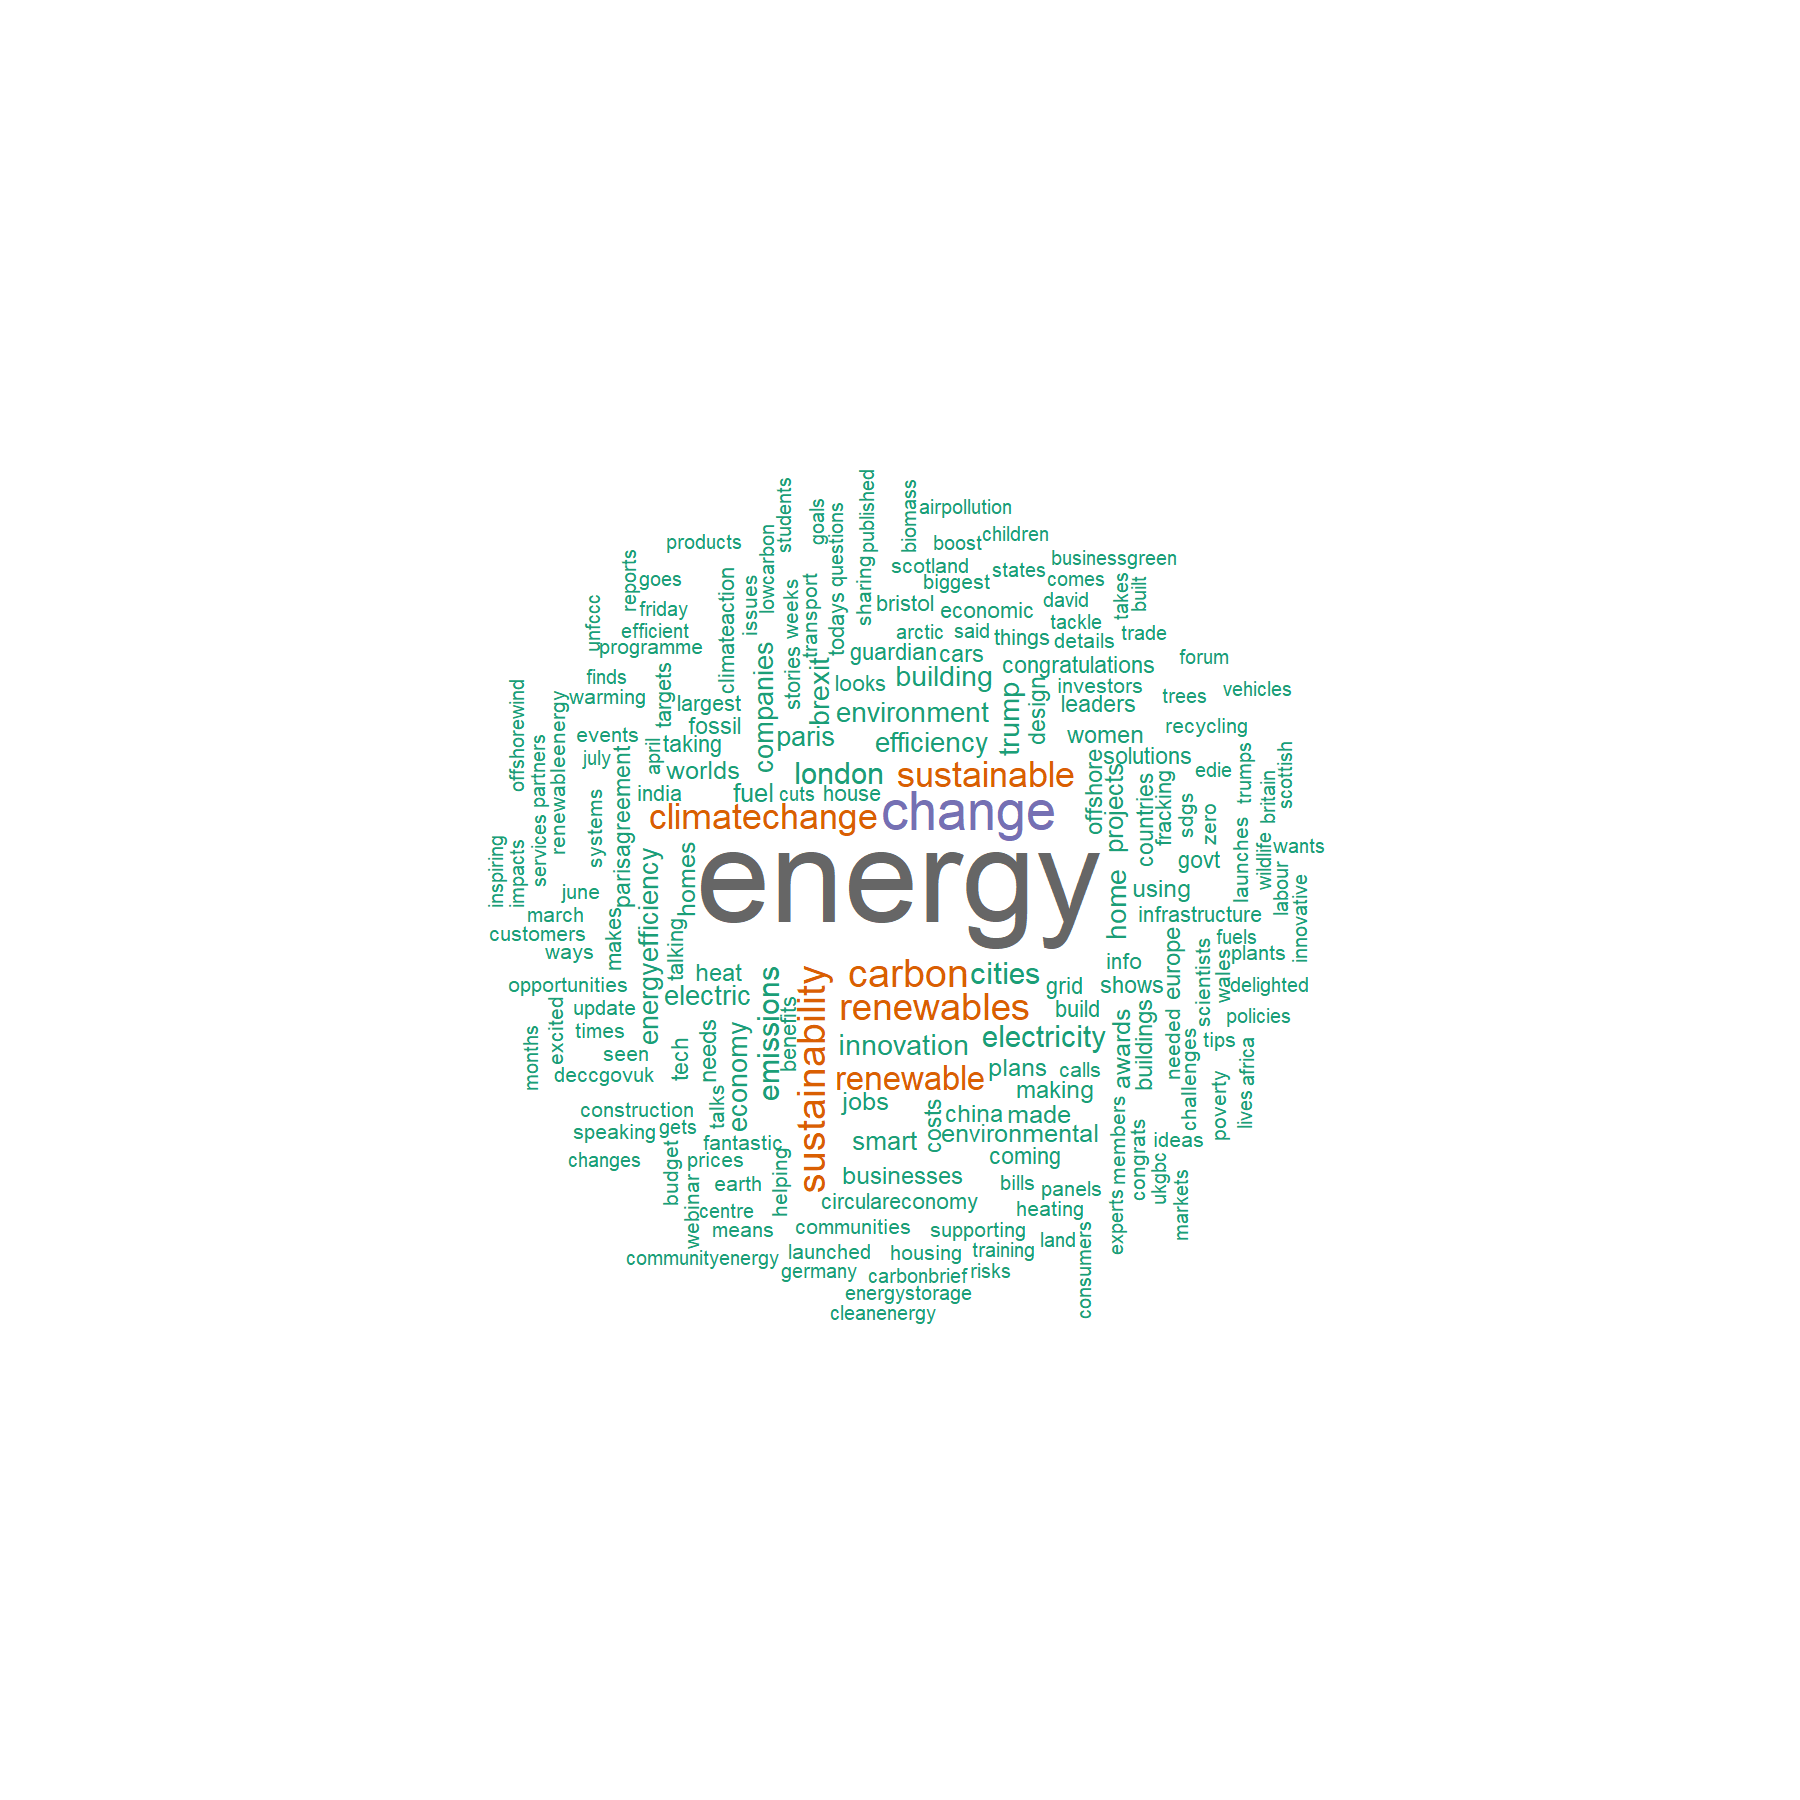 students
goals
todays questions
sharing published
biomass
airpollution
products
lowcarbon
boost
children
reports
goes
climateaction
issues
weeks
transport
scotland
biggest
states
businessgreen
comes
takes
built
unfccc
friday
efficient
programme
bristol
economic
david
tackle
arctic
said
things
details
trade
stories
companies
brexit
guardian
cars
congratulations
forum
finds
warming
targets
largest
fossil
looks
building
trump
design
investors
leaders
trees
vehicles
offshorewind
renewableenergy
events
april
taking
paris
environment
efficiency
women
recycling
july
services partners
worlds
london
sustainable
offshore
solutions
projects
edie
trumps
britain
scottish
india
fuel
cuts
house
systems
parisagreement
climatechange
change
countries
fracking
sdgs
zero
launches
wildlife
wants
inspiring
impacts
energyefficiency
homes
energy
home
govt
using
labour
innovative
june
march
makes
talking
infrastructure
customers
ways
fuels
plants
europe
scientists
wales
info
heat
carbon
cities
grid
shows
delighted
opportunities
electric
emissions
sustainability
renewables
build
policies
excited
update
times
months
seen
tech
needs
economy
benefits
innovation
electricity
awards
buildings
needed
challenges
tips
lives africa
deccgovuk
renewable
plans
calls
making
poverty
construction
talks
jobs
costs
china
made
speaking
gets
fantastic
smart
environmental
members
congrats
ideas
changes
budget
prices
helping
coming
ukgbc
markets
earth
businesses
bills
panels
experts
webinar
centre
circulareconomy
heating
means
communities
supporting
land
consumers
communityenergy
launched
housing
training
germany
carbonbrief
risks
energystorage
cleanenergy